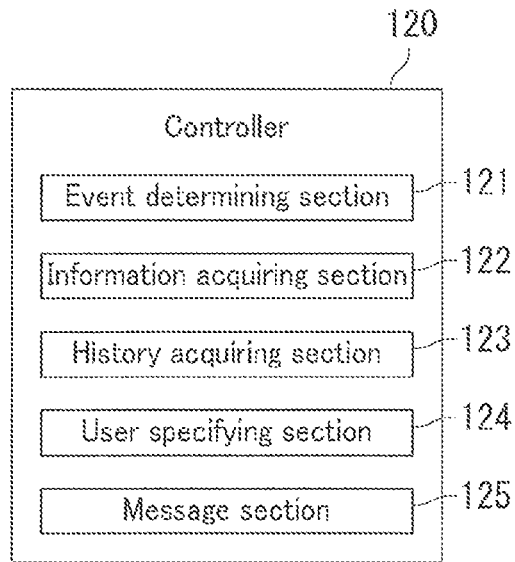 120
Controller
Event determining section 121
Information acquiring section 122
History acquiring section 123
User specifying section 124
Message section 125